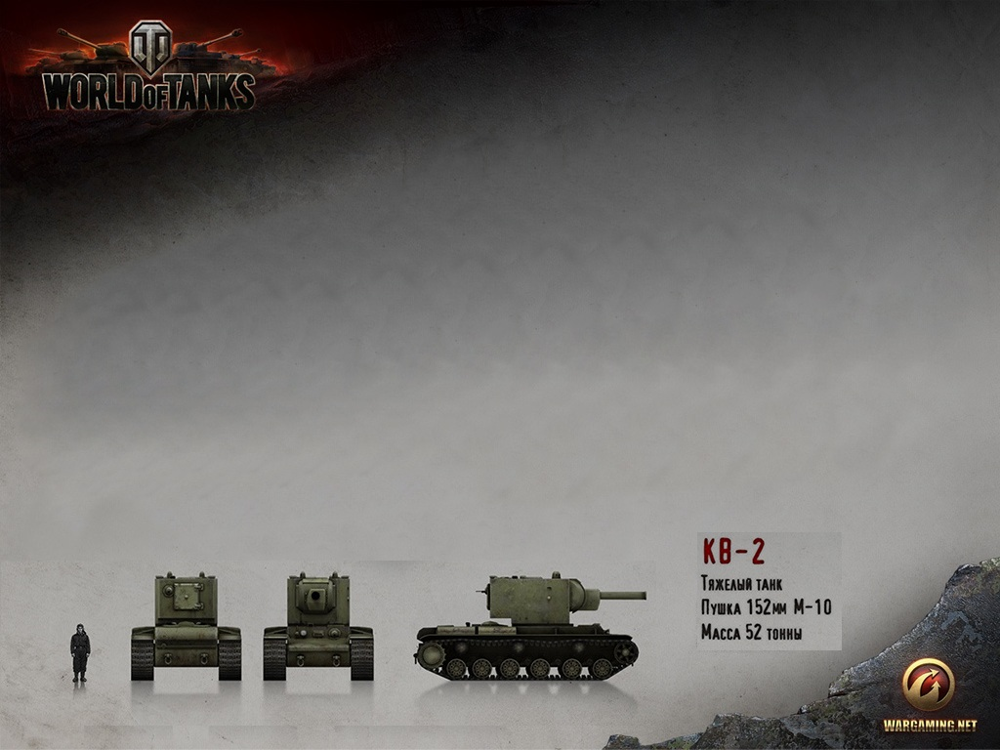 WORLD OF TANKS
КВ-2
Тяжелый танк
Пушка 152мм М-10
Масса 52 тонны
WARGAMING.NET